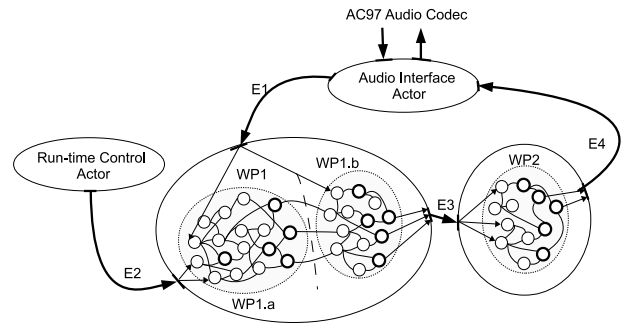 AC97 Audio Codec
Audio Interface
Actor
E1
E4
Run-time Control
Actor
WP1
WP1.b
WP2
E3
E2
WP1.a